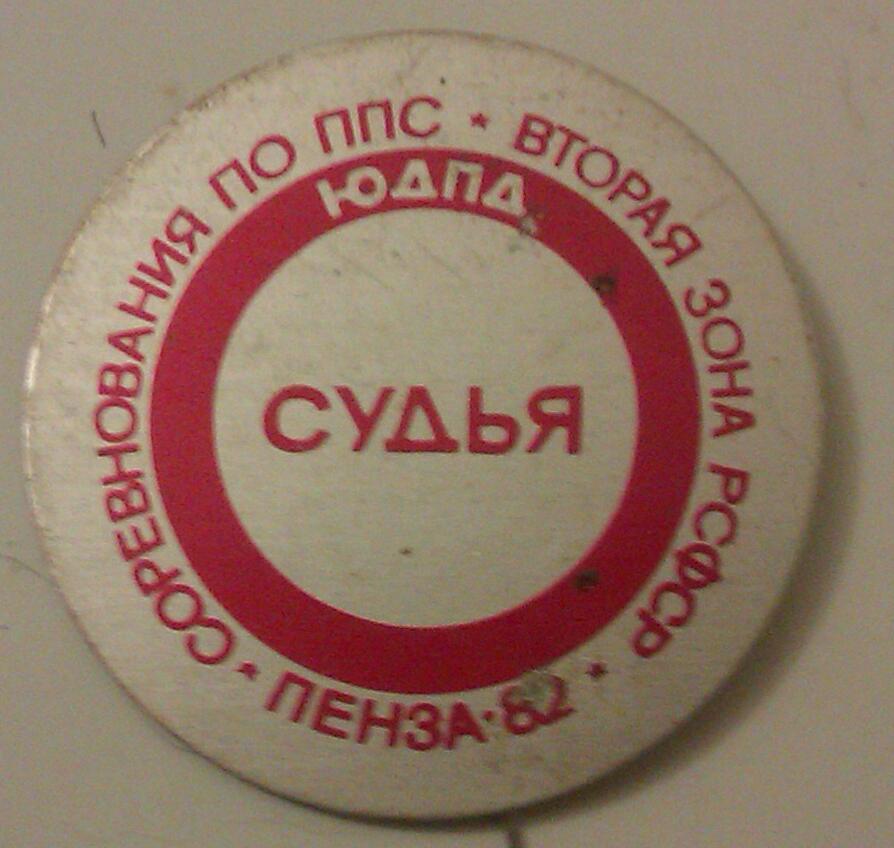 СОРЕВНОВАНИЯ ПО ППС * ВТОРАЯ ЗОНА РСФСР *
ПЕНЗА·82 *
ЮДПД
СУДЬЯ